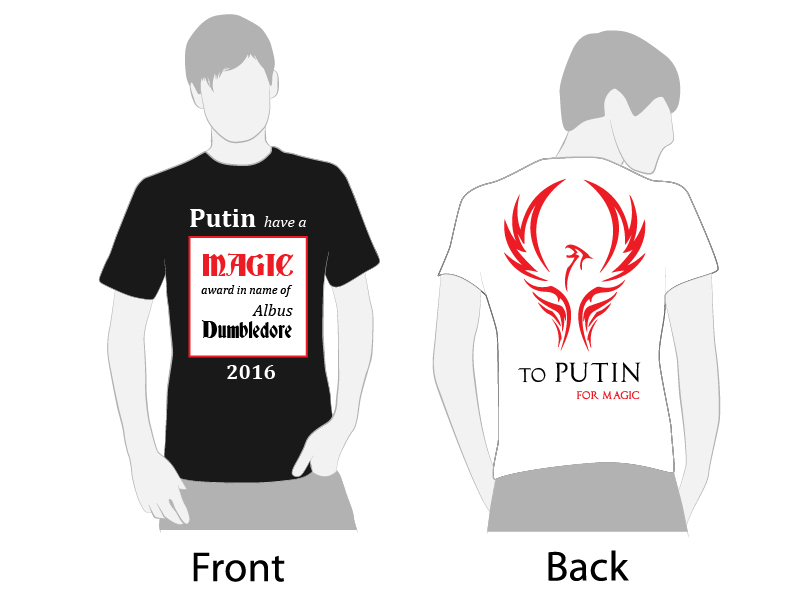 Putin have a
MAGIC
award in name of
Albus
Dumbledore
2016
TO PUTIN
FOR MAGIC
Front
Back